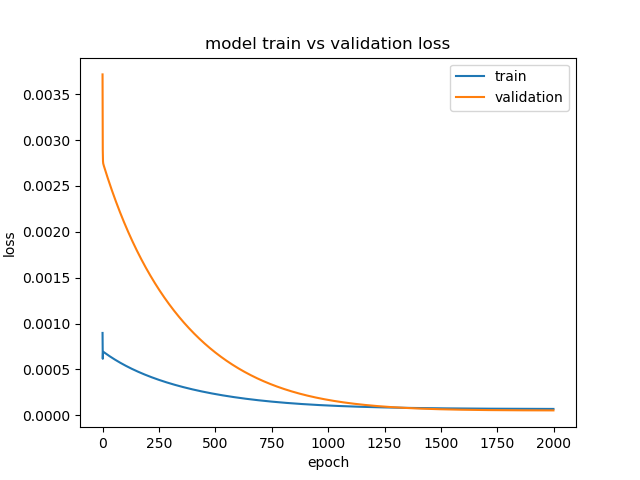 model train vs validation loss
train
validation
loss
0.0035
0.0030
0.0025
0.0020
0.0015
0.0010
0.0005
0.0000
0 250 500 750 1000 1250 1500 1750 2000
epoch